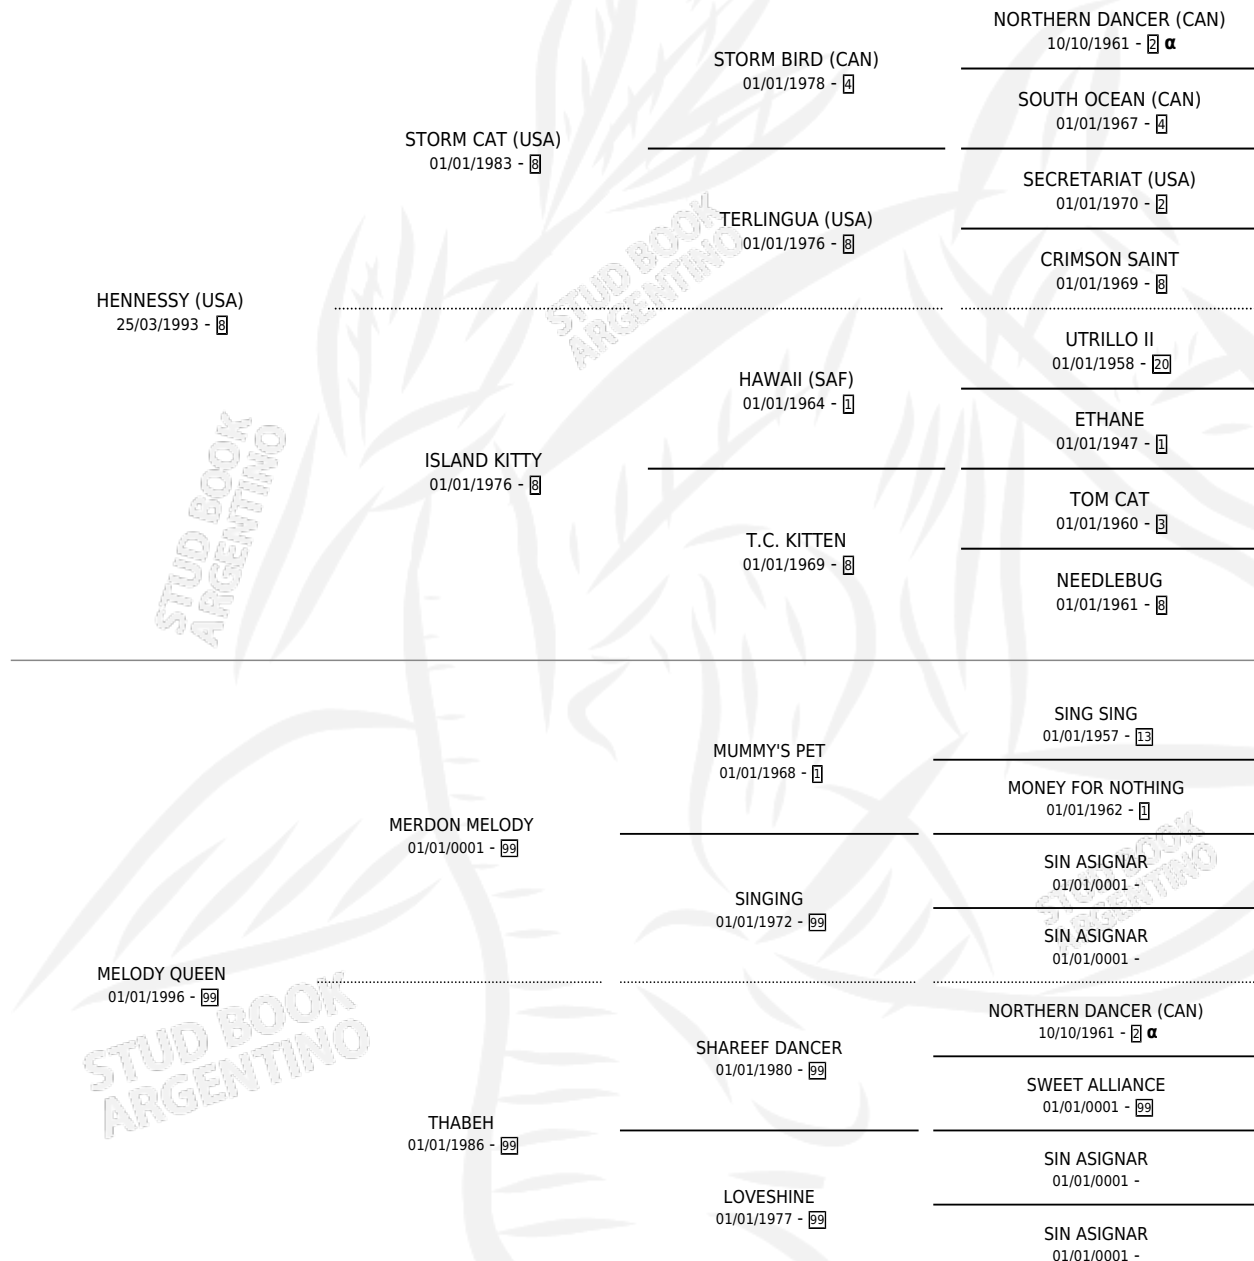 NORTHERN DANCER (CAN)
10/10/1961 - 2 α
STORM BIRD (CAN)
01/01/1978 - 4
SOUTH OCEAN (CAN)
01/01/1967 - 4
STORM CAT (USA)
01/01/1983 - 8
SECRETARIAT (USA)
01/01/1970 - 2
TERLINGUA (USA)
01/01/1976 - 8
CRIMSON SAINT
01/01/1969 - 8
HENNESSY (USA)
25/03/1993 - 8
UTRILLO II
01/01/1958 - 20
HAWAII (SAF)
01/01/1964 - 1
ETHANE
01/01/1947 - 1
ISLAND KITTY
01/01/1976 - 8
TOM CAT
01/01/1960 - 3
T.C. KITTEN
01/01/1969 - 8
NEEDLEBUG
01/01/1961 - 8
SING SING
01/01/1957 - 13
MUMMY'S PET
01/01/1968 - 1
MONEY FOR NOTHING
01/01/1962 - 1
MERDON MELODY
01/01/0001 - 99
SIN ASIGNAR
01/01/0001 -
SINGING
01/01/1972 - 99
SIN ASIGNAR
01/01/0001 -
MELODY QUEEN
01/01/1996 - 99
NORTHERN DANCER (CAN)
10/10/1961 - 2 α
SHAREEF DANCER
01/01/1980 - 99
SWEET ALLIANCE
01/01/0001 - 99
THABEH
01/01/1986 - 99
SIN ASIGNAR
01/01/0001 -
LOVESHINE
01/01/1977 - 99
SIN ASIGNAR
01/01/0001 -
STUD BOOK
ARGENTINO
STUD BOOK
ARGENTINO
STUD BOOK
ARGENTINO
STUD BOOK
ARGENTINO